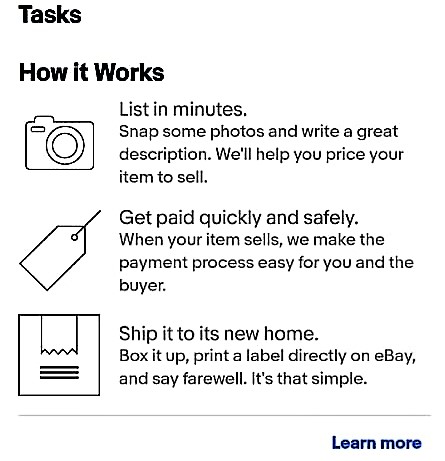 Tasks
How it Works
List in minutes.
Snap some photos and write a great
description. We'll help you price your
item to sell.
Get paid quickly and safely.
When your item sells, we make the
payment process easy for you and the
buyer.
Ship it to its new home.
Box it up, print a label directly on eBay,
and say farewell. It's that simple.
Learn more